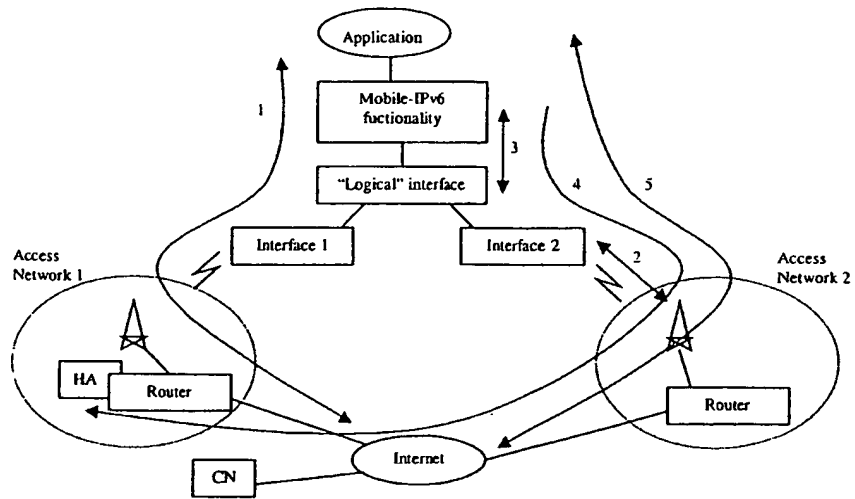 Application
1
Mobile-IPv6
fuctionality
3
"Logical" interface
4
5
Interface 1
Interface 2
2
Access
Network 1
Access
Network 2
HA
Router
Router
Internet
CN